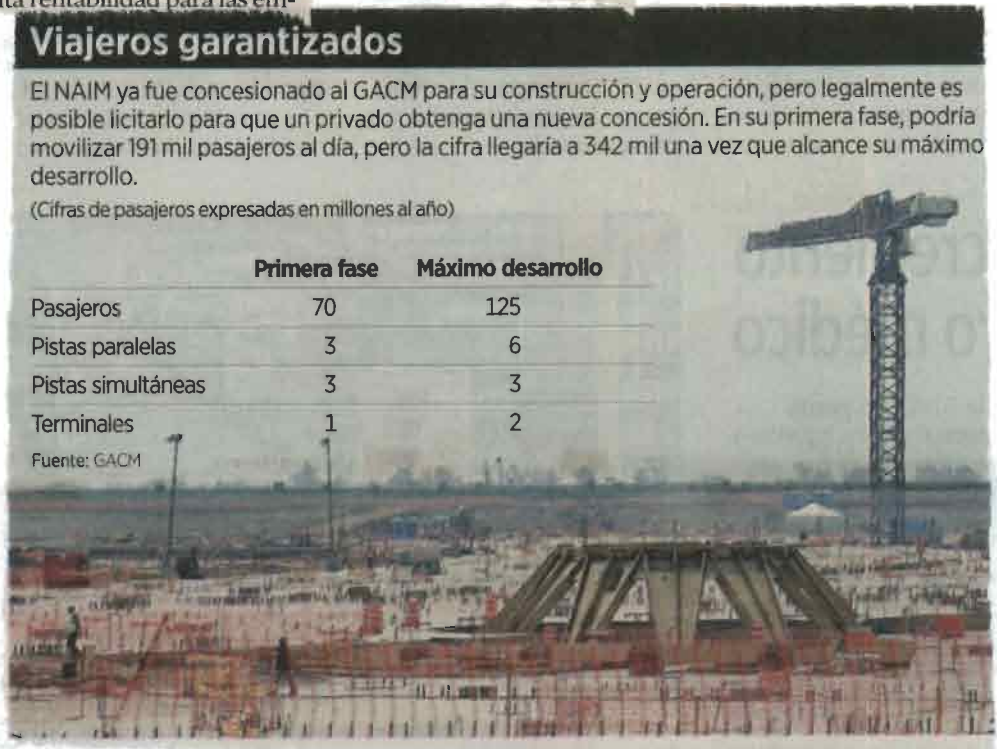 rentabilidad para las em-
Viajeros garantizados
El NAIM ya fue concesionado al GACM para su construcción y operación, pero legalmente es
posible licitarlo para que un privado obtenga una nueva concesión. En su primera fase, podría
movilizar 191 mil pasajeros al día, pero la cifra llegaría a 342 mil una vez que alcance su máximo
desarrollo.
(Cifras de pasajeros expresadas en millones al año)
Primera fase Máximo desarrollo
Pasajeros 70 125
Pistas paralelas 3 6
Pistas simultáneas 3 3
Terminales 1 2
Fuente: GACM